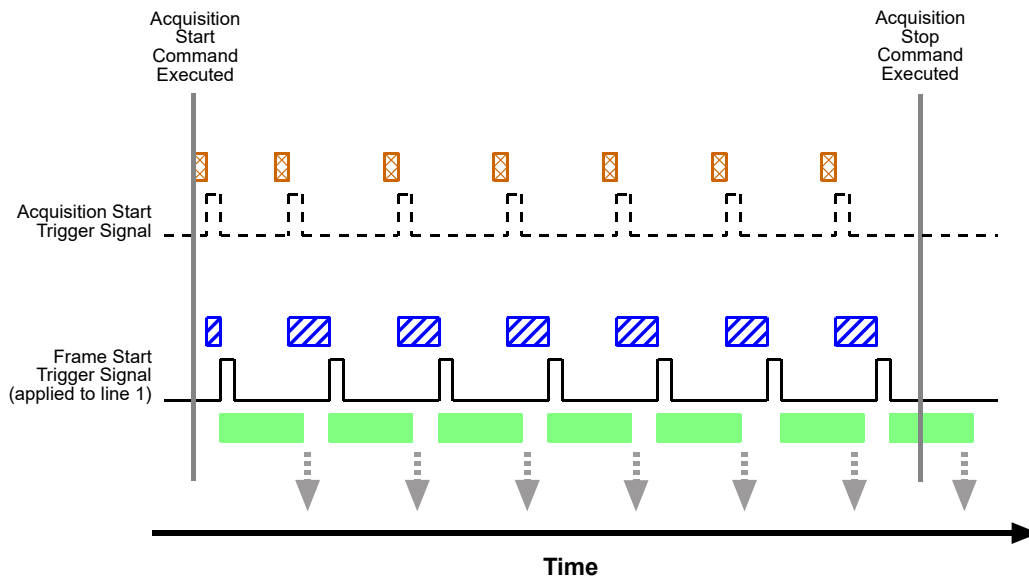 Acquisition
Start
Command
Executed
Acquisition
Stop
Command
Executed
Acquisition Start
Trigger Signal
Frame Start
Trigger Signal
(applied to line 1)
Time